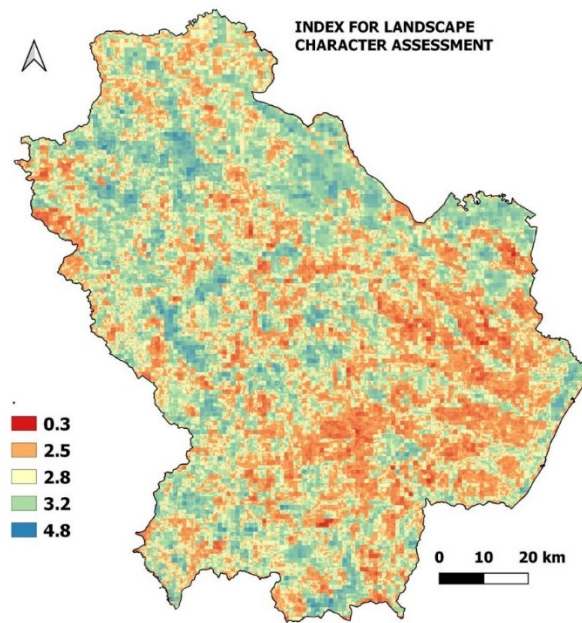 INDEX FOR LANDSCAPE
CHARACTER ASSESSMENT
.
0.3
2.5
2.8
3.2
4.8
0 10 20 km